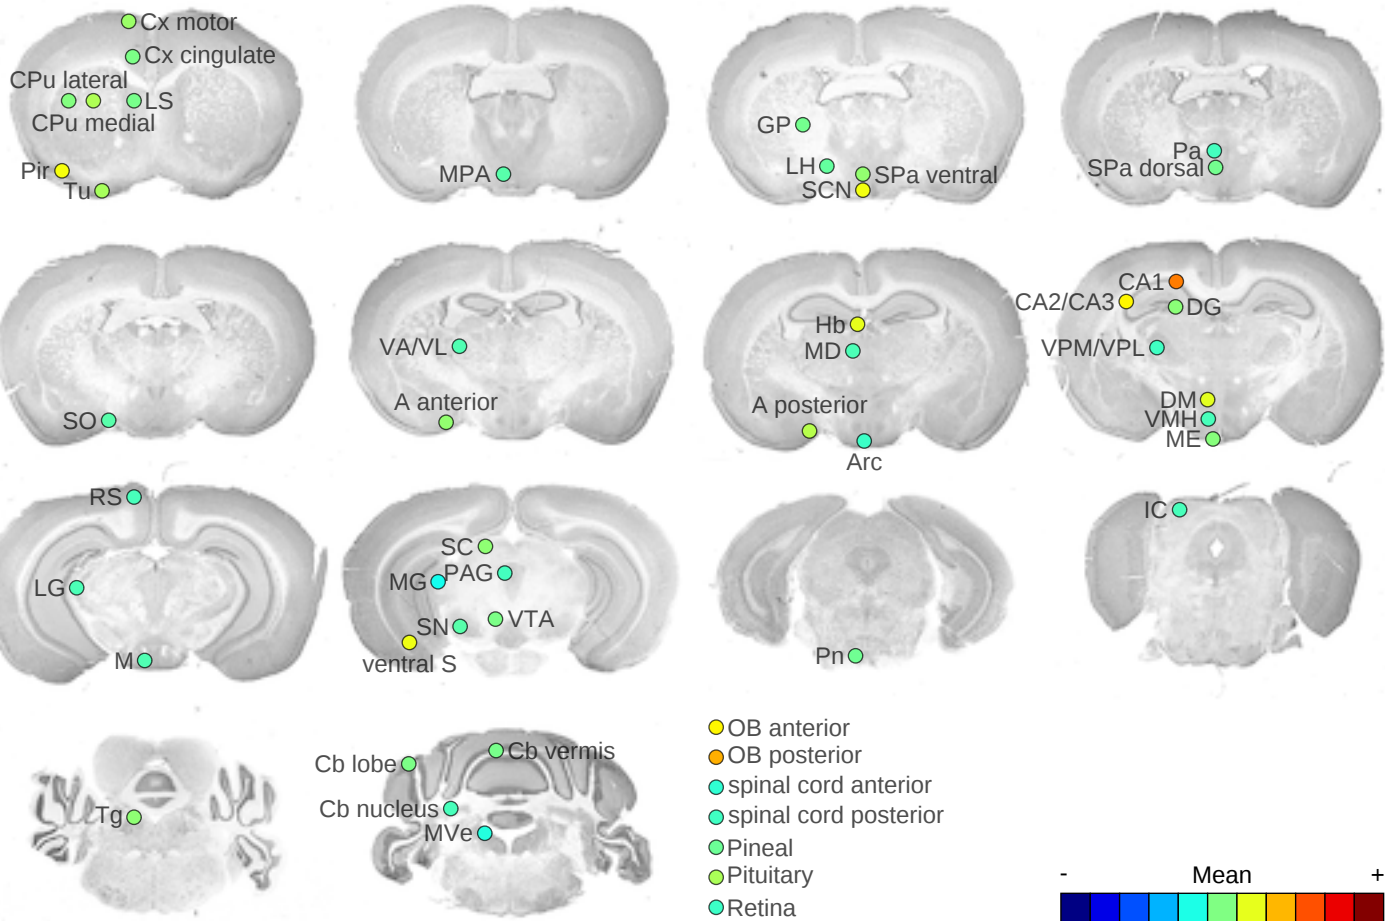 Cx motor
Cx cingulate
CPu lateral
LS
CPu medial
Pir
Tu
MPA
GP
LH
SPa ventral
SCN
Pa
SPa dorsal
SO
VA/VL
A anterior
Hb
MD
A posterior
Arc
CA1
CA2/CA3
DG
VPM/VPL
DM
VMH
ME
RS
LG
M
SC
MG
PAG
SN
VTA
ventral S
Pn
IC
Tg
Cb lobe
Cb vermis
Cb nucleus
MVe
OB anterior
OB posterior
spinal cord anterior
spinal cord posterior
Pineal
Pituitary
Retina
- Mean +